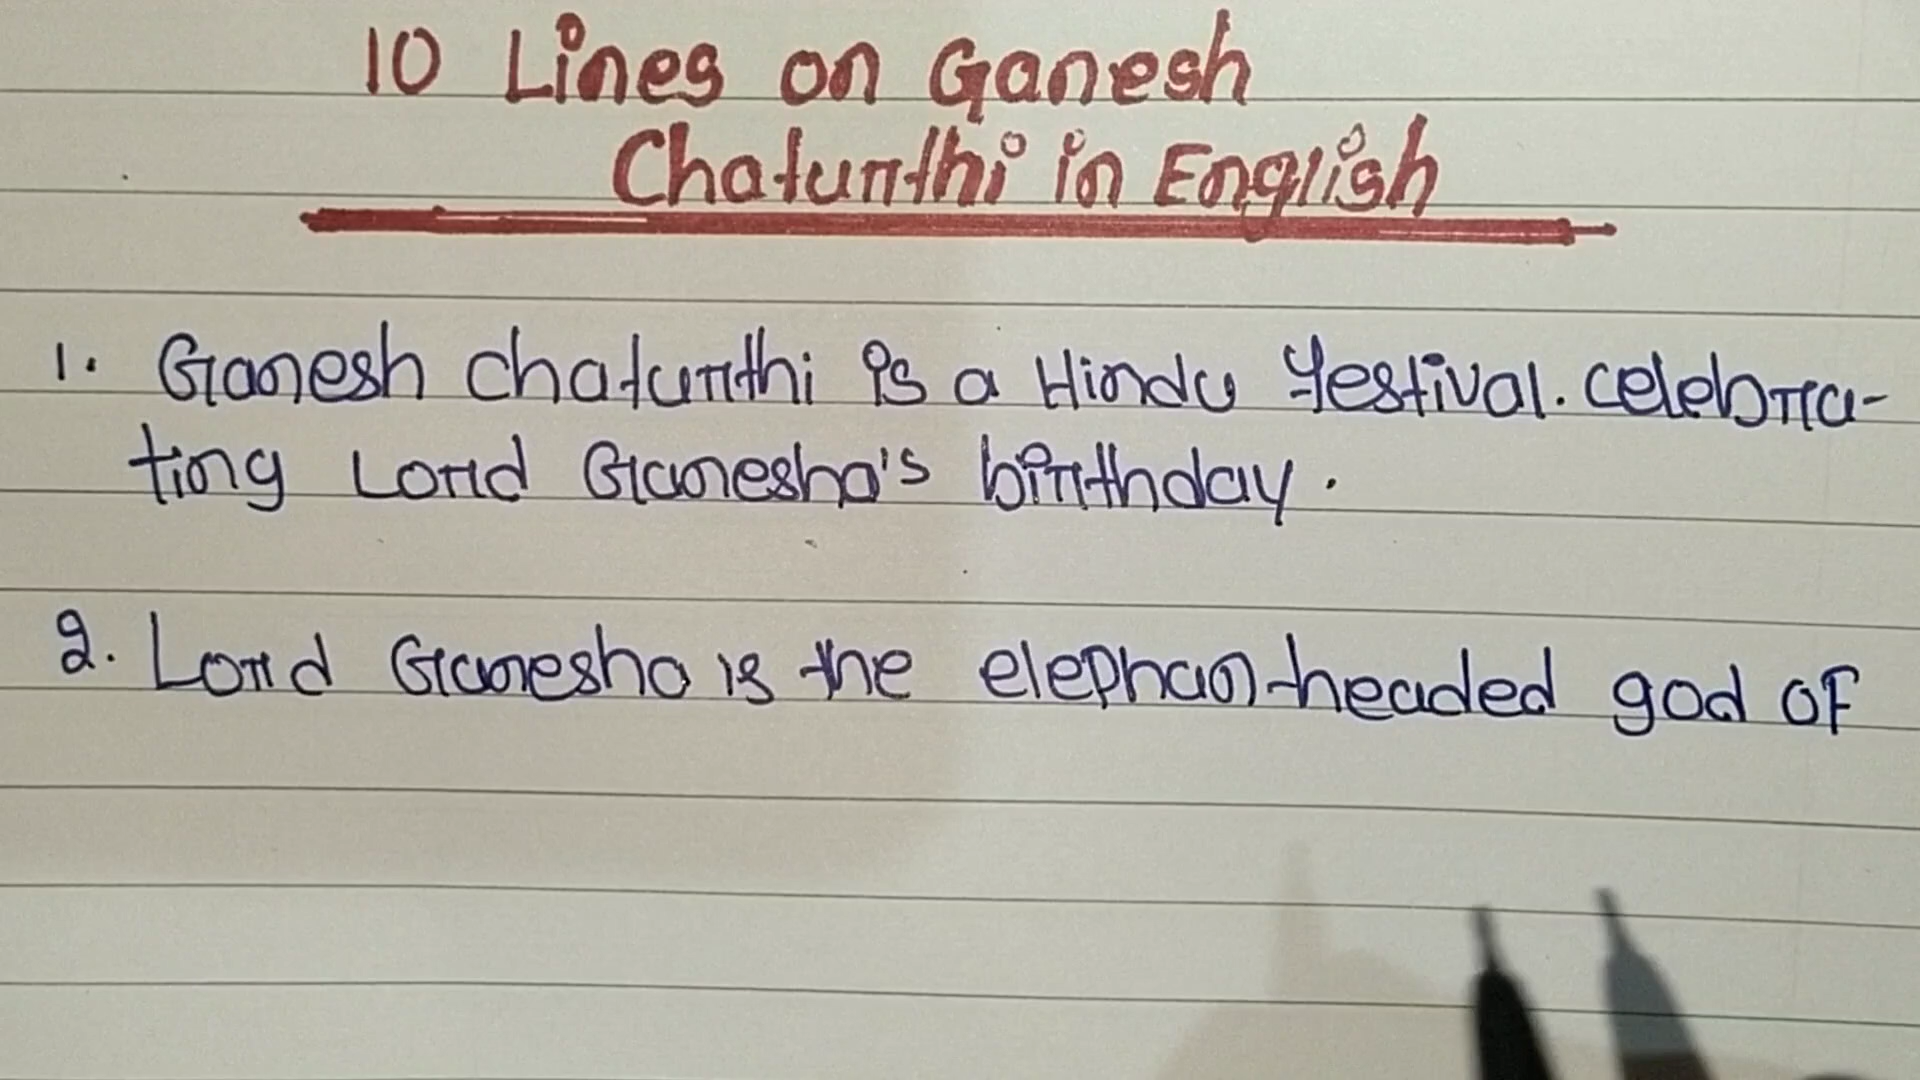 10 Lines on Ganesh
Chaturthi in English
1. Ganesh chaturthi is a Hindu festival. celebra-
ting Lord Ganesha's birthday.
2. Lord Ganesha is the elephan-headed god of